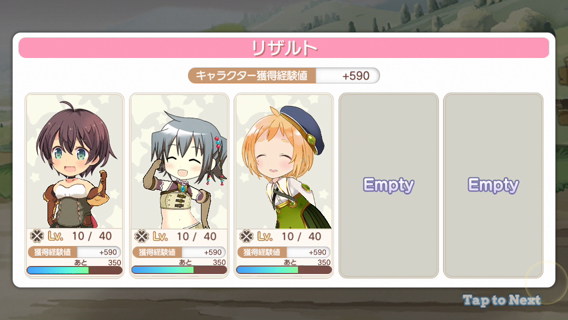 リザルト
キャラクター獲得経験値 +590
Empty
Empty
Lv. 10 / 40
獲得経験値 +590
あと 350
Lv. 10 / 40
獲得経験値 +590
あと 350
Lv. 10 / 40
獲得経験値 +590
あと 350
Tap to Next